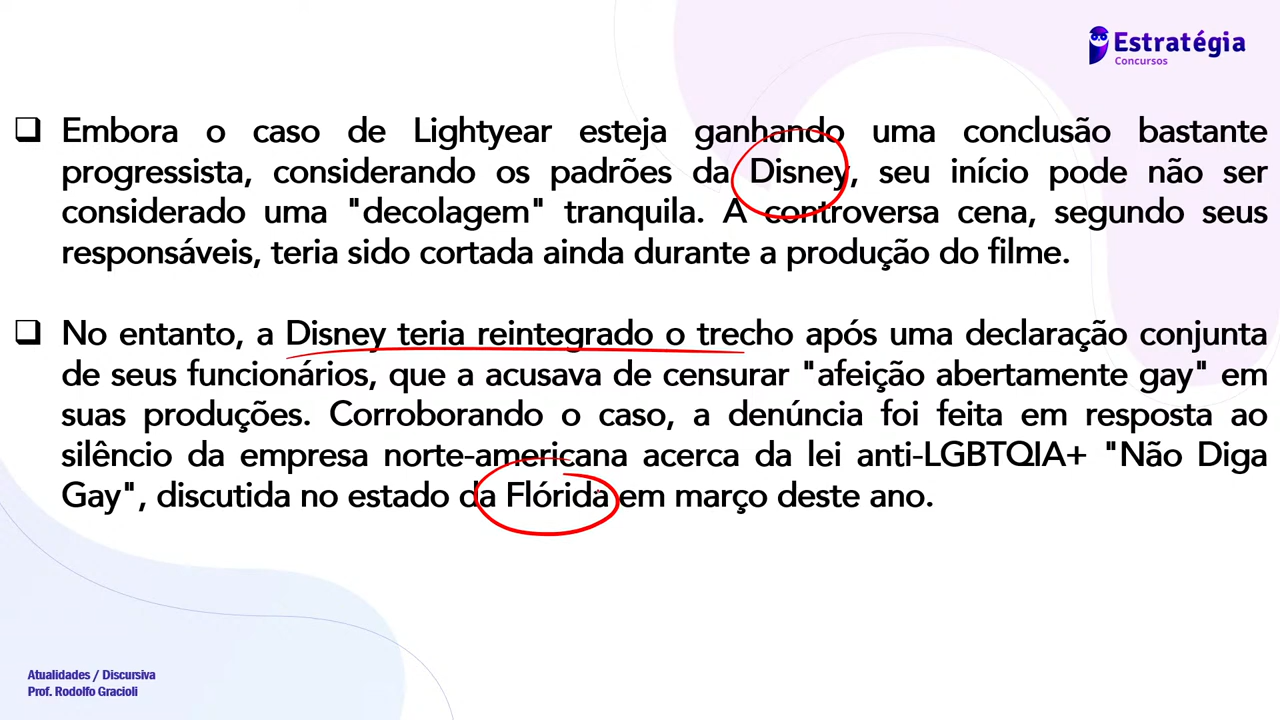 Estratégia
Concursos
❑ Embora o caso de Lightyear esteja ganhando uma conclusão bastante
progressista, considerando os padrões da Disney, seu início pode não ser
considerado uma "decolagem" tranquila. A controversa cena, segundo seus
responsáveis, teria sido cortada ainda durante a produção do filme.
❑ No entanto, a Disney teria reintegrado o trecho após uma declaração conjunta
de seus funcionários, que a acusava de censurar "afeição abertamente gay" em
suas produções. Corroborando o caso, a denúncia foi feita em resposta ao
silêncio da empresa norte-americana acerca da lei anti-LGBTQIA+ "Não Diga
Gay", discutida no estado da Flórida em março deste ano.
Atualidades / Discursiva
Prof. Rodolfo Gracioli